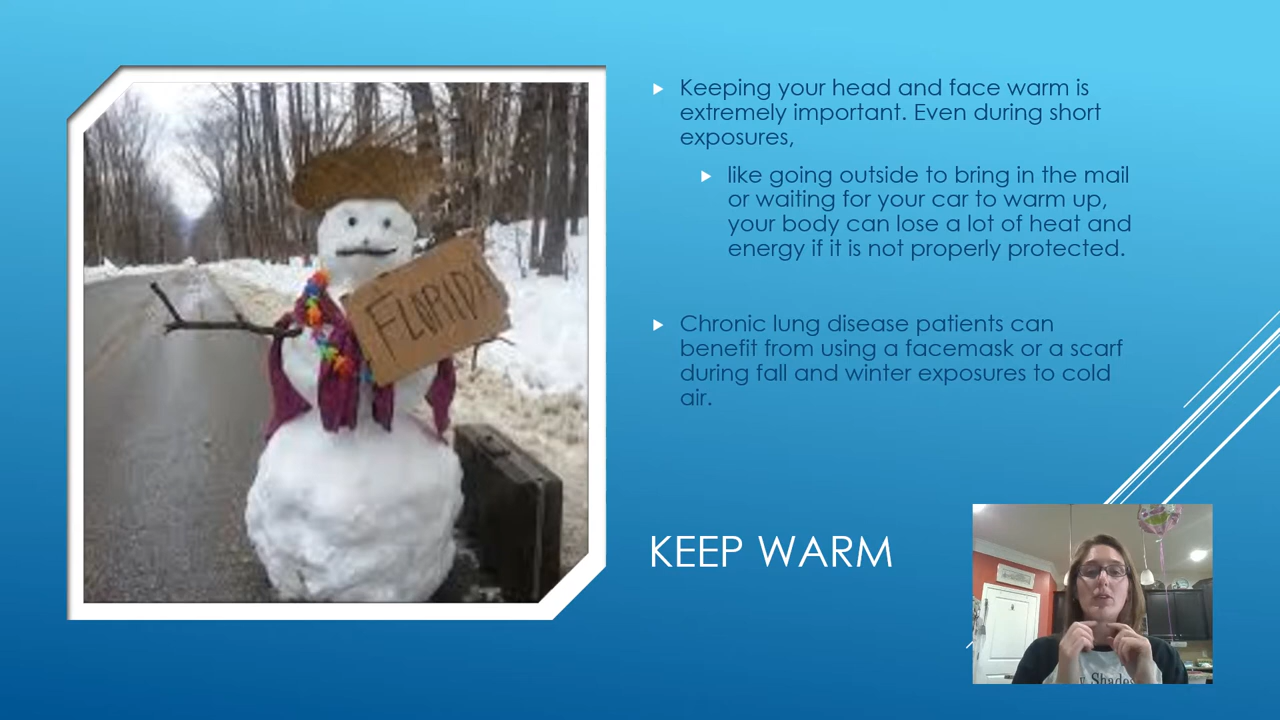 Keeping your head and face warm is
extremely important. Even during short
exposures,
like going outside to bring in the mail
or waiting for your car to warm up,
your body can lose a lot of heat and
energy if it is not properly protected.
Chronic lung disease patients can
benefit from using a facemask or a scarf
during fall and winter exposures to cold
air.
FLORIDA
KEEP WARM
Shades